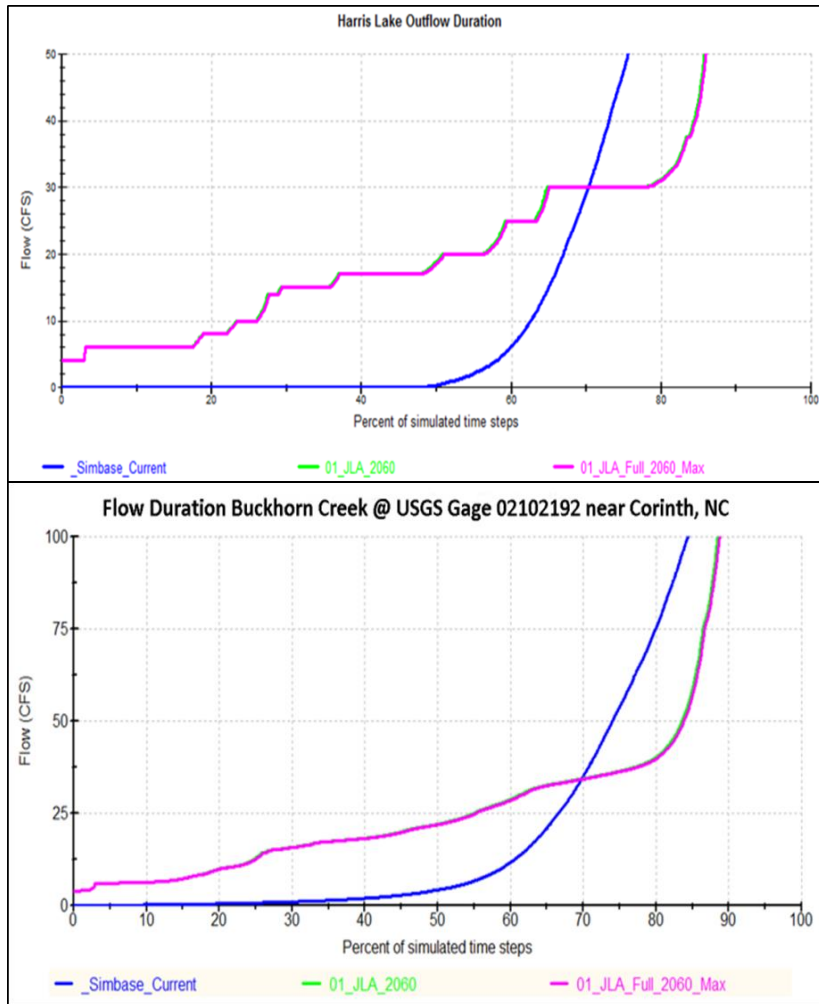 Harris Lake Outflow Duration
50
40
30
20
10
0
Flow (CFS)
0 20 40 60 80 100
Percent of simulated time steps
_Simbase_Current 01_JLA_2060 01_JLA_Full_2060_Max
Flow Duration Buckhorn Creek @ USGS Gage 02102192 near Corinth, NC
100
75
50
25
0
Flow (CFS)
0 10 20 30 40 50 60 70 80 90 100
Percent of simulated time steps
_Simbase_Current 01_JLA_2060 01_JLA_Full_2060_Max